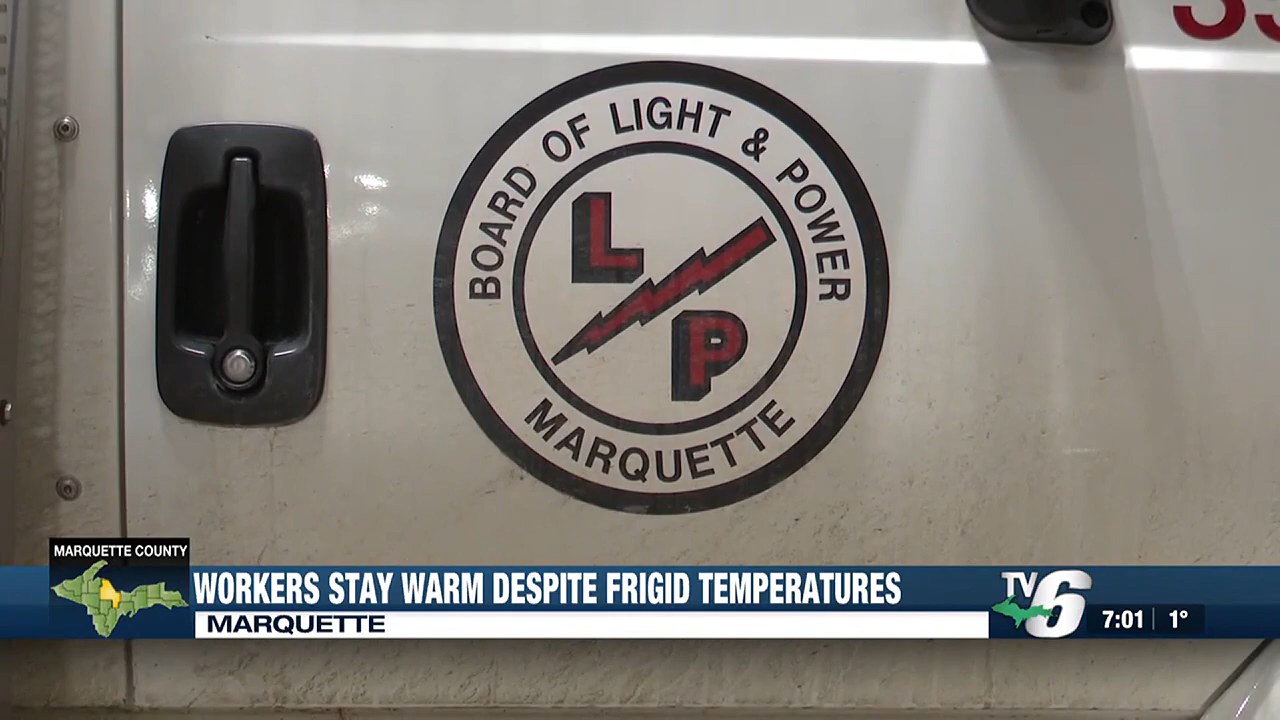 BOARD OF LIGHT & POWER
L
P
MARQUETTE
MARQUETTE COUNTY
WORKERS STAY WARM DESPITE FRIGID TEMPERATURES
MARQUETTE
TV6
7:01 1°